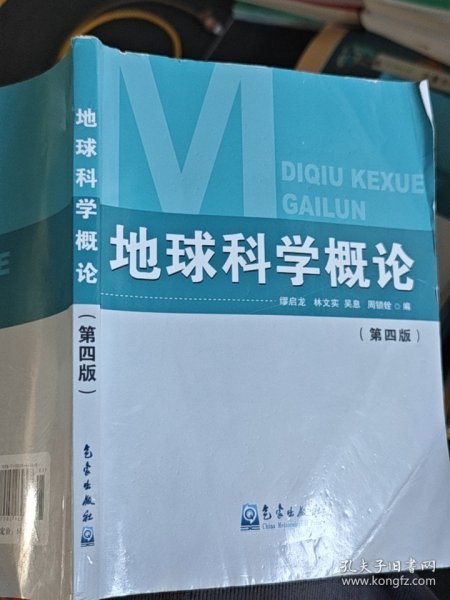 地球科学概论
(第四版)
气象出版社
M
DIQIU KEXUE
GAILUN
地球科学概论
缪启龙 林文实 吴息 周锁铨 编
(第四版)
气象出版社
China Meteorological
孔夫子旧书网
www.kongfz.com